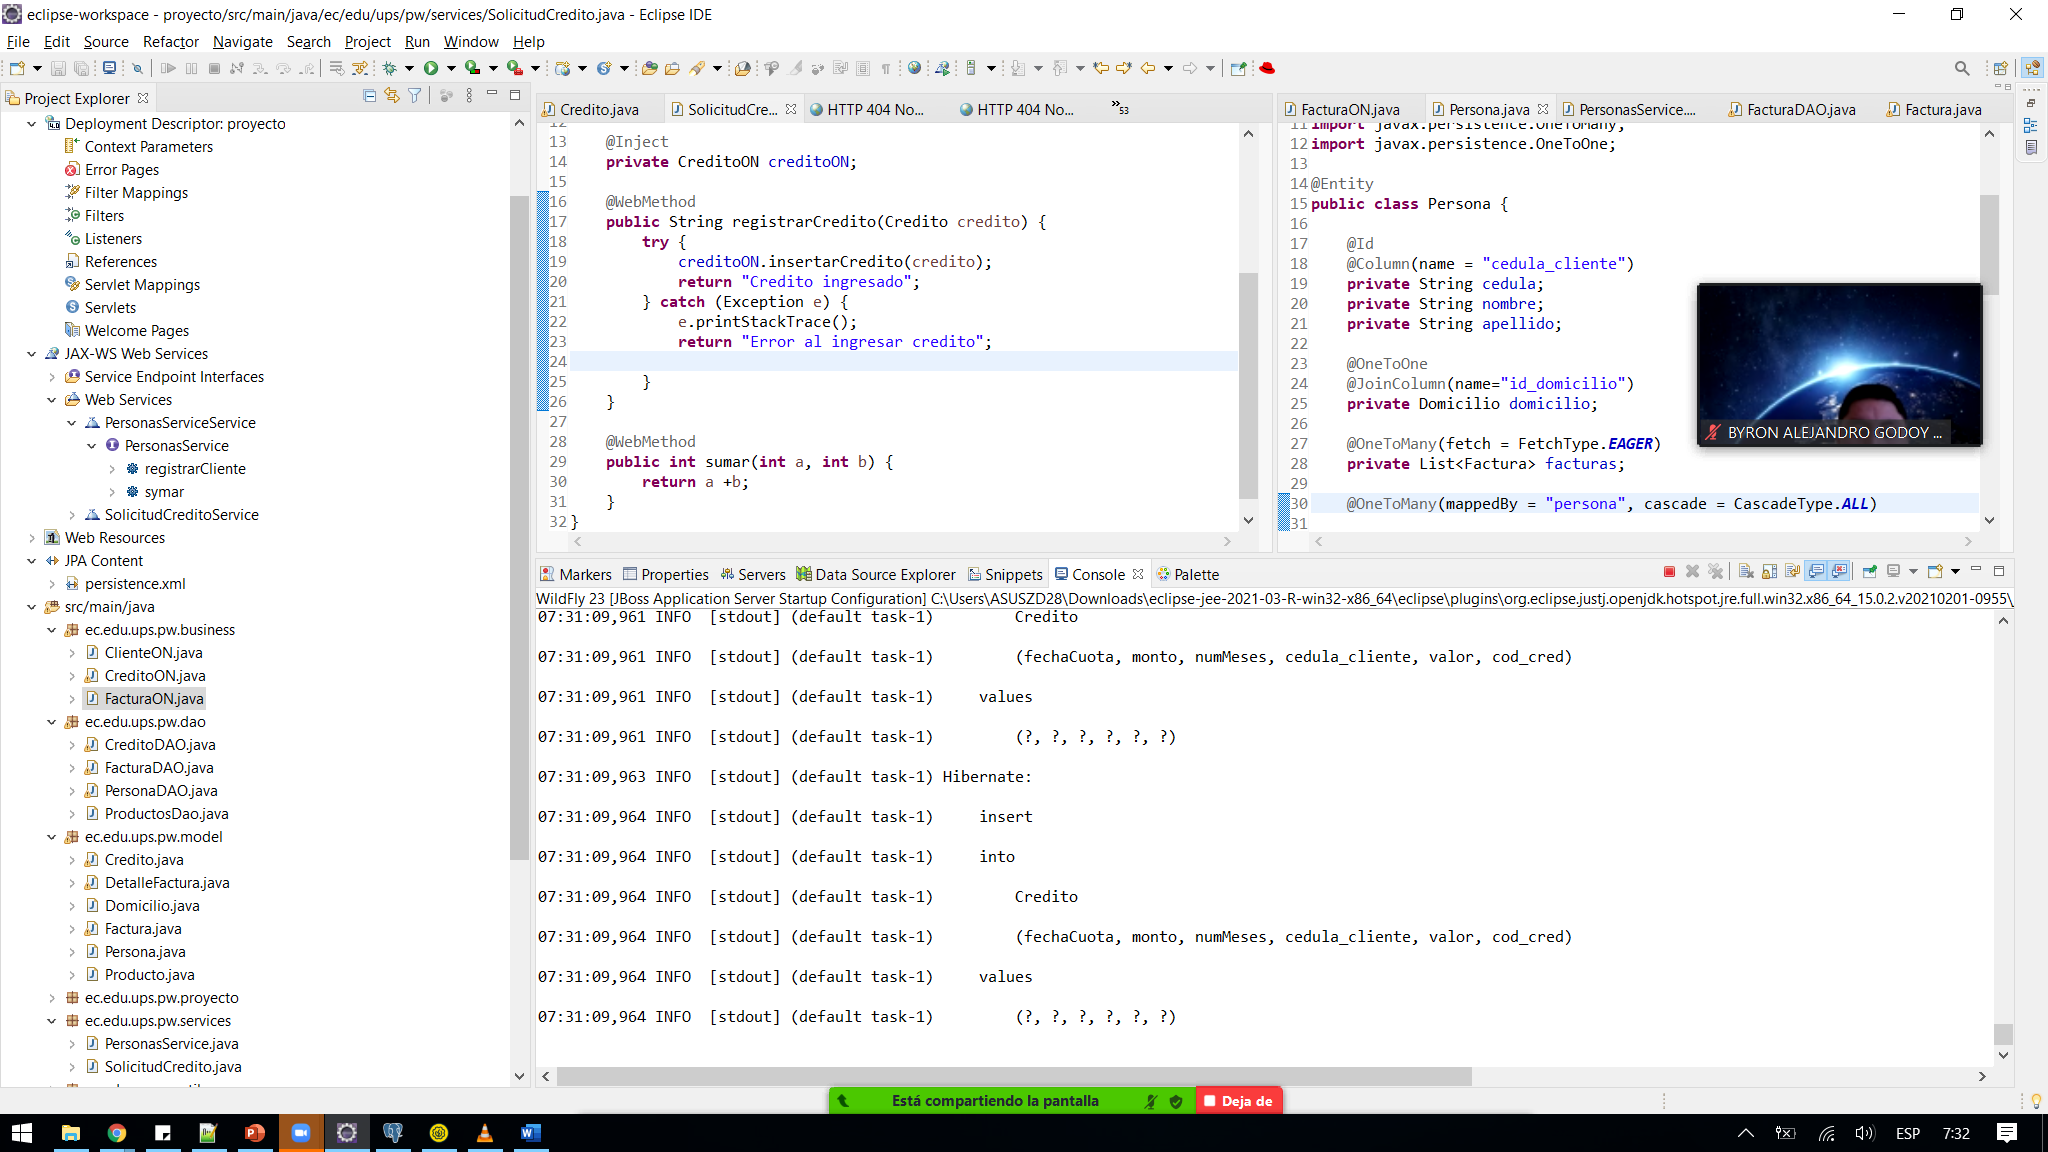 eclipse-workspace - proyecto/src/main/java/ec/edu/ups/pw/services/SolicitudCredito.java - Eclipse IDE
File Edit Source Refactor Navigate Search Project Run Window Help
Project Explorer
Deployment Descriptor: proyecto
Context Parameters
Error Pages
Filter Mappings
Filters
Listeners
References
Servlet Mappings
Servlets
Welcome Pages
JAX-WS Web Services
Service Endpoint Interfaces
Web Services
PersonasServiceService
PersonasService
registrarCliente
symar
SolicitudCreditoService
Web Resources
JPA Content
persistence.xml
src/main/java
ec.edu.ups.pw.business
ClienteON.java
CreditoON.java
FacturaON.java
ec.edu.ups.pw.dao
CreditoDAO.java
FacturaDAO.java
PersonaDAO.java
ProductosDao.java
ec.edu.ups.pw.model
Credito.java
DetalleFactura.java
Domicilio.java
Factura.java
Persona.java
Producto.java
ec.edu.ups.pw.proyecto
ec.edu.ups.pw.services
PersonasService.java
SolicitudCredito.java
Credito.java SolicitudCre... HTTP 404 No... HTTP 404 No... »53
12
13 @Inject
14 private CreditoON creditoON;
15
16 @WebMethod
17 public String registrarCredito(Credito credito) {
18 try {
19 creditoON.insertarCredito(credito);
20 return "Credito ingresado";
21 } catch (Exception e) {
22 e.printStackTrace();
23 return "Error al ingresar credito";
24
25 }
26 }
27
28 @WebMethod
29 public int sumar(int a, int b) {
30 return a +b;
31 }
32 }
FacturaON.java Persona.java PersonasService.... FacturaDAO.java Factura.java
11 import javax.persistence.OneToMany;
12 import javax.persistence.OneToOne;
13
14 @Entity
15 public class Persona {
16
17 @Id
18 @Column(name = "cedula_cliente")
19 private String cedula;
20 private String nombre;
21 private String apellido;
22
23 @OneToOne
24 @JoinColumn(name="id_domicilio")
25 private Domicilio domicilio;
26
27 @OneToMany(fetch = FetchType.EAGER)
28 private List<Factura> facturas;
29
30 @OneToMany(mappedBy = "persona", cascade = CascadeType.ALL)
31
BYRON ALEJANDRO GODOY ...
Markers Properties Servers Data Source Explorer Snippets Console Palette
WildFly 23 [JBoss Application Server Startup Configuration] C:\Users\ASUSZD28\Downloads\eclipse-jee-2021-03-R-win32-x86_64\eclipse\plugins\org.eclipse.justj.openjdk.hotspot.jre.full.win32.x86_64_15.0.2.v20210201-0955\
07:31:09,961 INFO [stdout] (default task-1) Credito
07:31:09,961 INFO [stdout] (default task-1) (fechaCuota, monto, numMeses, cedula_cliente, valor, cod_cred)
07:31:09,961 INFO [stdout] (default task-1) values
07:31:09,961 INFO [stdout] (default task-1) (?, ?, ?, ?, ?, ?)
07:31:09,963 INFO [stdout] (default task-1) Hibernate:
07:31:09,964 INFO [stdout] (default task-1) insert
07:31:09,964 INFO [stdout] (default task-1) into
07:31:09,964 INFO [stdout] (default task-1) Credito
07:31:09,964 INFO [stdout] (default task-1) (fechaCuota, monto, numMeses, cedula_cliente, valor, cod_cred)
07:31:09,964 INFO [stdout] (default task-1) values
07:31:09,964 INFO [stdout] (default task-1) (?, ?, ?, ?, ?, ?)
Está compartiendo la pantalla Deja de
ESP 7:32